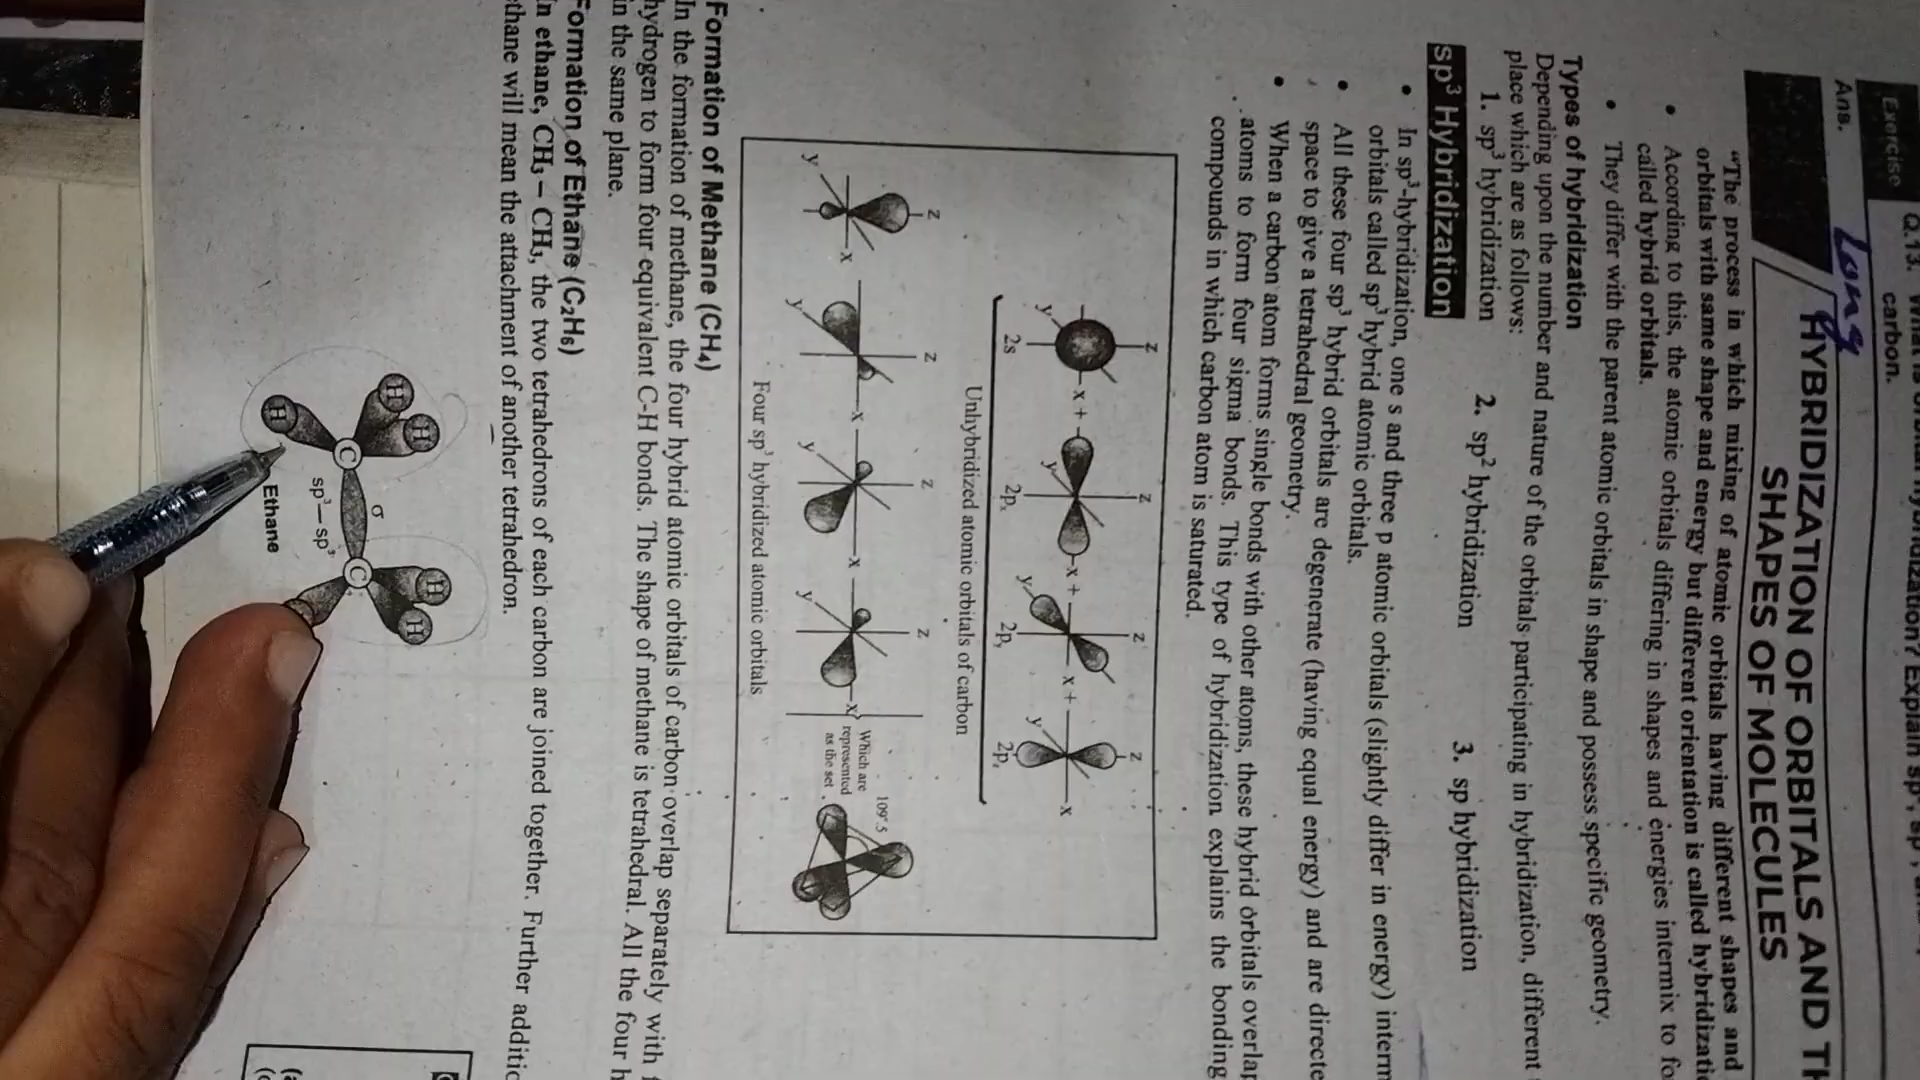 Exercise Q.13. What is orbital hybridization? Explain sp³, sp²,
carbon.
Ans.
Long
HYBRIDIZATION OF ORBITALS AND
SHAPES OF MOLECULES
“The process in which mixing of atomic orbitals having different shapes and
orbitals with same shape and energy but different orientation is called
• According to this, the atomic orbitals differing in shapes and energies intermix to
called hybrid orbitals.
• They differ with the parent atomic orbitals in shape and possess specific geometry.
Types of hybridization
Depending upon the number and nature of the orbitals participating in hybridization, different
place which are as follows:
1. sp³ hybridization 2. sp² hybridization 3. sp hybridization
sp³ Hybridization
• In sp³-hybridization, one s and three p atomic orbitals (slightly differ in energy)
orbitals called sp³ hybrid atomic orbitals.
• All these four sp³ hybrid orbitals are degenerate (having equal energy) and are
space to give a tetrahedral geometry.
• When a carbon atom forms single bonds with other atoms, these hybrid orbitals
atoms to form four sigma bonds. This type of hybridization explains the bonding
compounds in which carbon atom is saturated.
z z z z
y x + y x + y x + y x
2s 2pₓ 2pᵧ 2p_z
Unhybridized atomic orbitals of carbon
z z z z
y x y x y x y x
Which are
represented
as the set
109°.5
Four sp³ hybridized atomic orbitals
Formation of Methane (CH₄)
In the formation of methane, the four hybrid atomic orbitals of carbon overlap separately with
hydrogen to form four equivalent C-H bonds. The shape of methane is tetrahedral. All the four
in the same plane.
Formation of Ethane (C₂H₆)
In ethane, CH₃ – CH₃, the two tetrahedrons of each carbon are joined together. Further
ethane will mean the attachment of another tetrahedron.
H H H H
σ
C C
H
sp³—sp³
Ethane